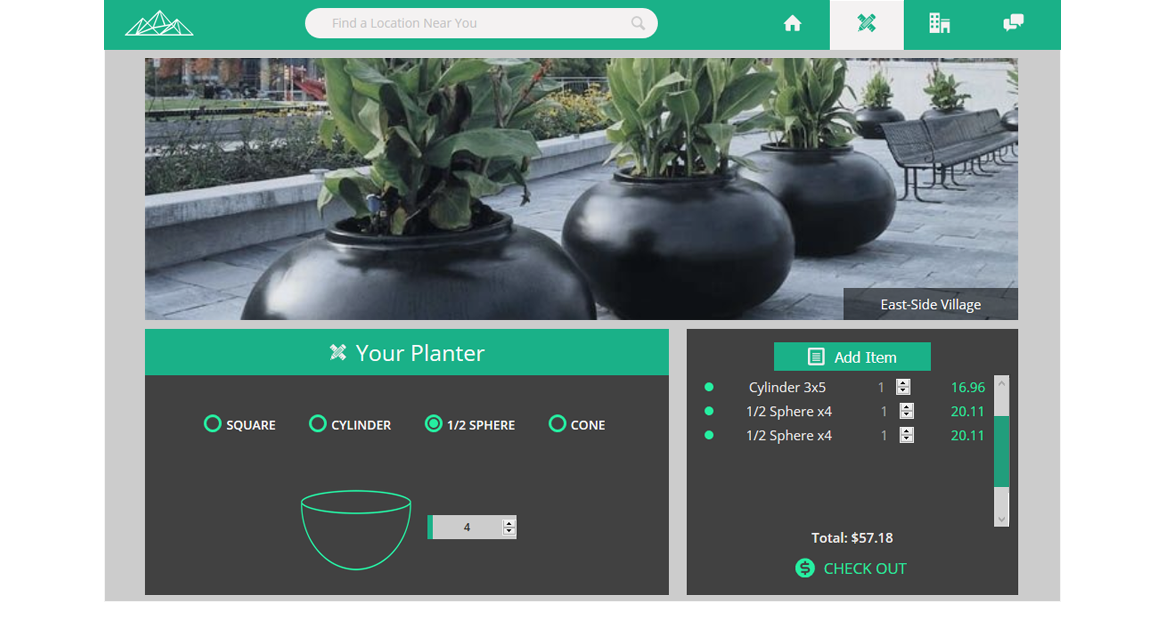 Find a Location Near You
East-Side Village
Your Planter
SQUARE CYLINDER 1/2 SPHERE CONE
4
Add Item
Cylinder 3x5 1 16.96
1/2 Sphere x4 1 20.11
1/2 Sphere x4 1 20.11
Total: $57.18
$ CHECK OUT